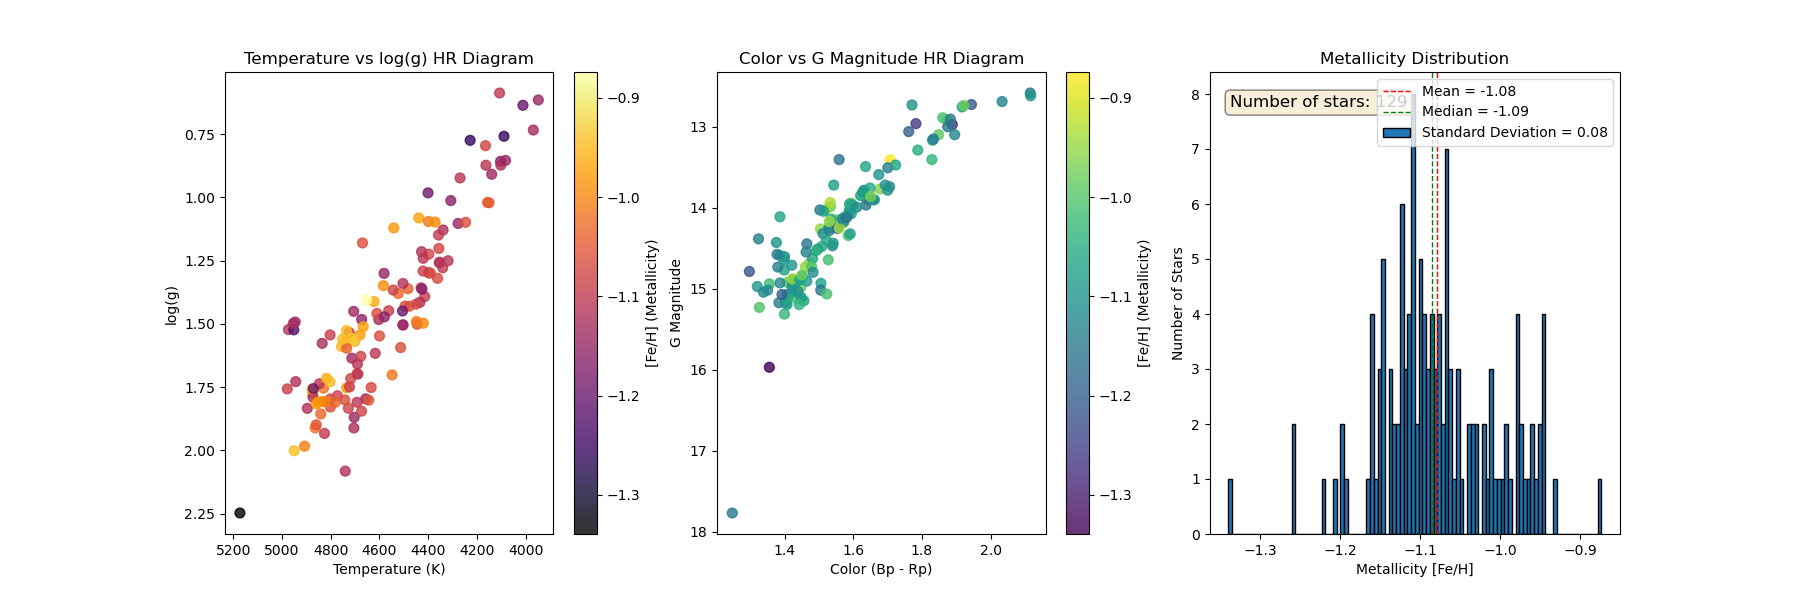 Temperature vs log(g) HR Diagram
log(g)
0.75
1.00
1.25
1.50
1.75
2.00
2.25
5200 5000 4800 4600 4400 4200 4000
Temperature (K)
−0.9
−1.0
−1.1
−1.2
−1.3
[Fe/H] (Metallicity)
Color vs G Magnitude HR Diagram
G Magnitude
13
14
15
16
17
18
1.4 1.6 1.8 2.0
Color (Bp - Rp)
−0.9
−1.0
−1.1
−1.2
−1.3
[Fe/H] (Metallicity)
Metallicity Distribution
Number of Stars
8
7
6
5
4
3
2
1
0
−1.3 −1.2 −1.1 −1.0 −0.9
Metallicity [Fe/H]
Number of stars: 129
Mean = -1.08
Median = -1.09
Standard Deviation = 0.08